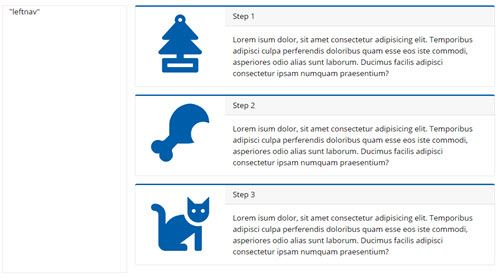 "leftnav"
Step 1
Lorem isum dolor, sit amet consectetur adipisicing elit. Temporibus
adipisci culpa perferendis doloribus quam esse eos iste commodi,
asperiores odio alias sunt laborum. Ducimus facilis adipisci
consectetur ipsam numquam praesentium?
Step 2
Lorem isum dolor, sit amet consectetur adipisicing elit. Temporibus
adipisci culpa perferendis doloribus quam esse eos iste commodi,
asperiores odio alias sunt laborum. Ducimus facilis adipisci
consectetur ipsam numquam praesentium?
Step 3
Lorem isum dolor, sit amet consectetur adipisicing elit. Temporibus
adipisci culpa perferendis doloribus quam esse eos iste commodi,
asperiores odio alias sunt laborum. Ducimus facilis adipisci
consectetur ipsam numquam praesentium?